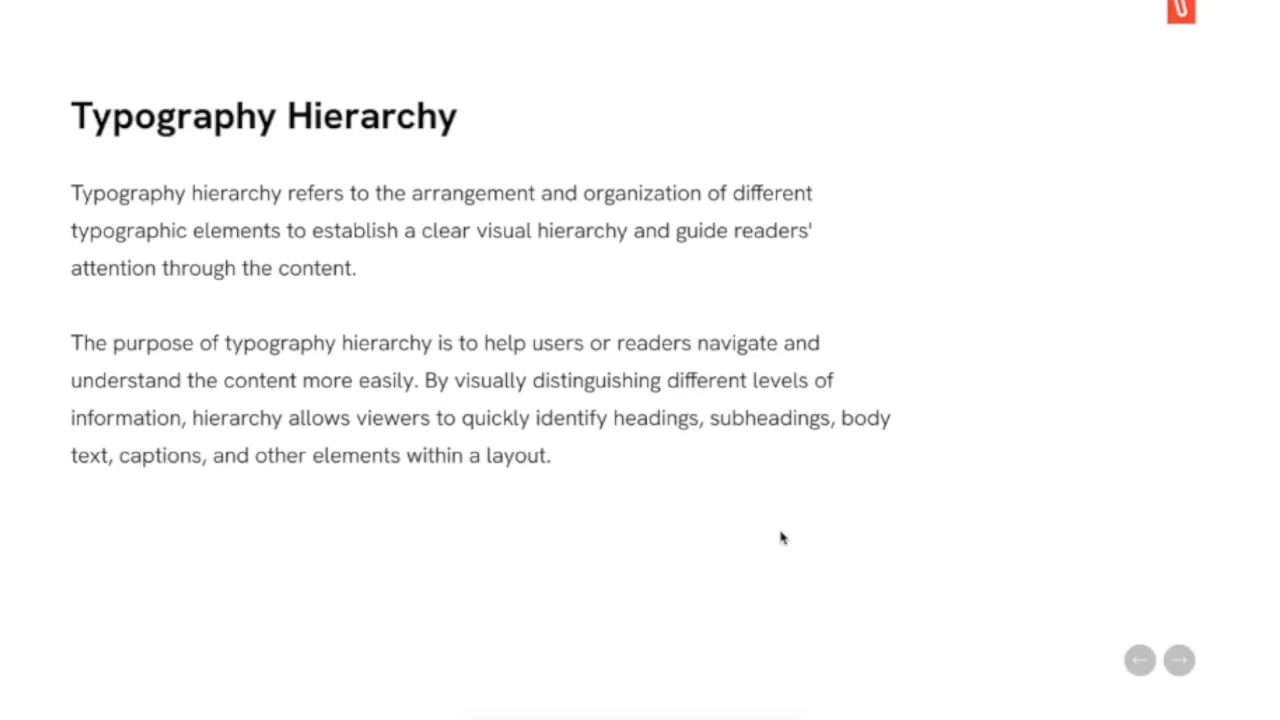 Typography Hierarchy
Typography hierarchy refers to the arrangement and organization of different
typographic elements to establish a clear visual hierarchy and guide readers'
attention through the content.
The purpose of typography hierarchy is to help users or readers navigate and
understand the content more easily. By visually distinguishing different levels of
information, hierarchy allows viewers to quickly identify headings, subheadings, body
text, captions, and other elements within a layout.